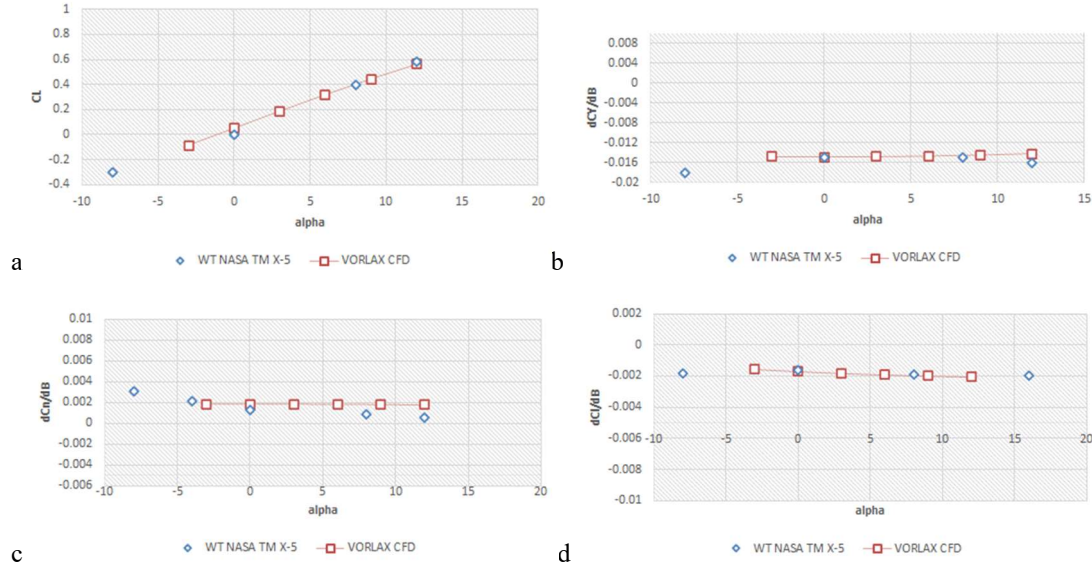 1
0.8
0.6
0.4
0.2
0
-0.2
-0.4
CL
-10 -5 0 5 10 15 20
alpha
WT NASA TM X-5 VORLAX CFD
a
0.008
0.004
0
-0.004
-0.008
-0.012
-0.016
-0.02
dCY/dB
-10 -5 0 5 10 15
alpha
WT NASA TM X-5 VORLAX CFD
b
0.01
0.008
0.006
0.004
0.002
0
-0.002
-0.004
-0.006
dCn/dB
-10 -5 0 5 10 15 20
alpha
WT NASA TM X-5 VORLAX CFD
c
0.002
0
-0.002
-0.004
-0.006
-0.008
-0.01
dCl/dB
-10 -5 0 5 10 15 20
alpha
WT NASA TM X-5 VORLAX CFD
d